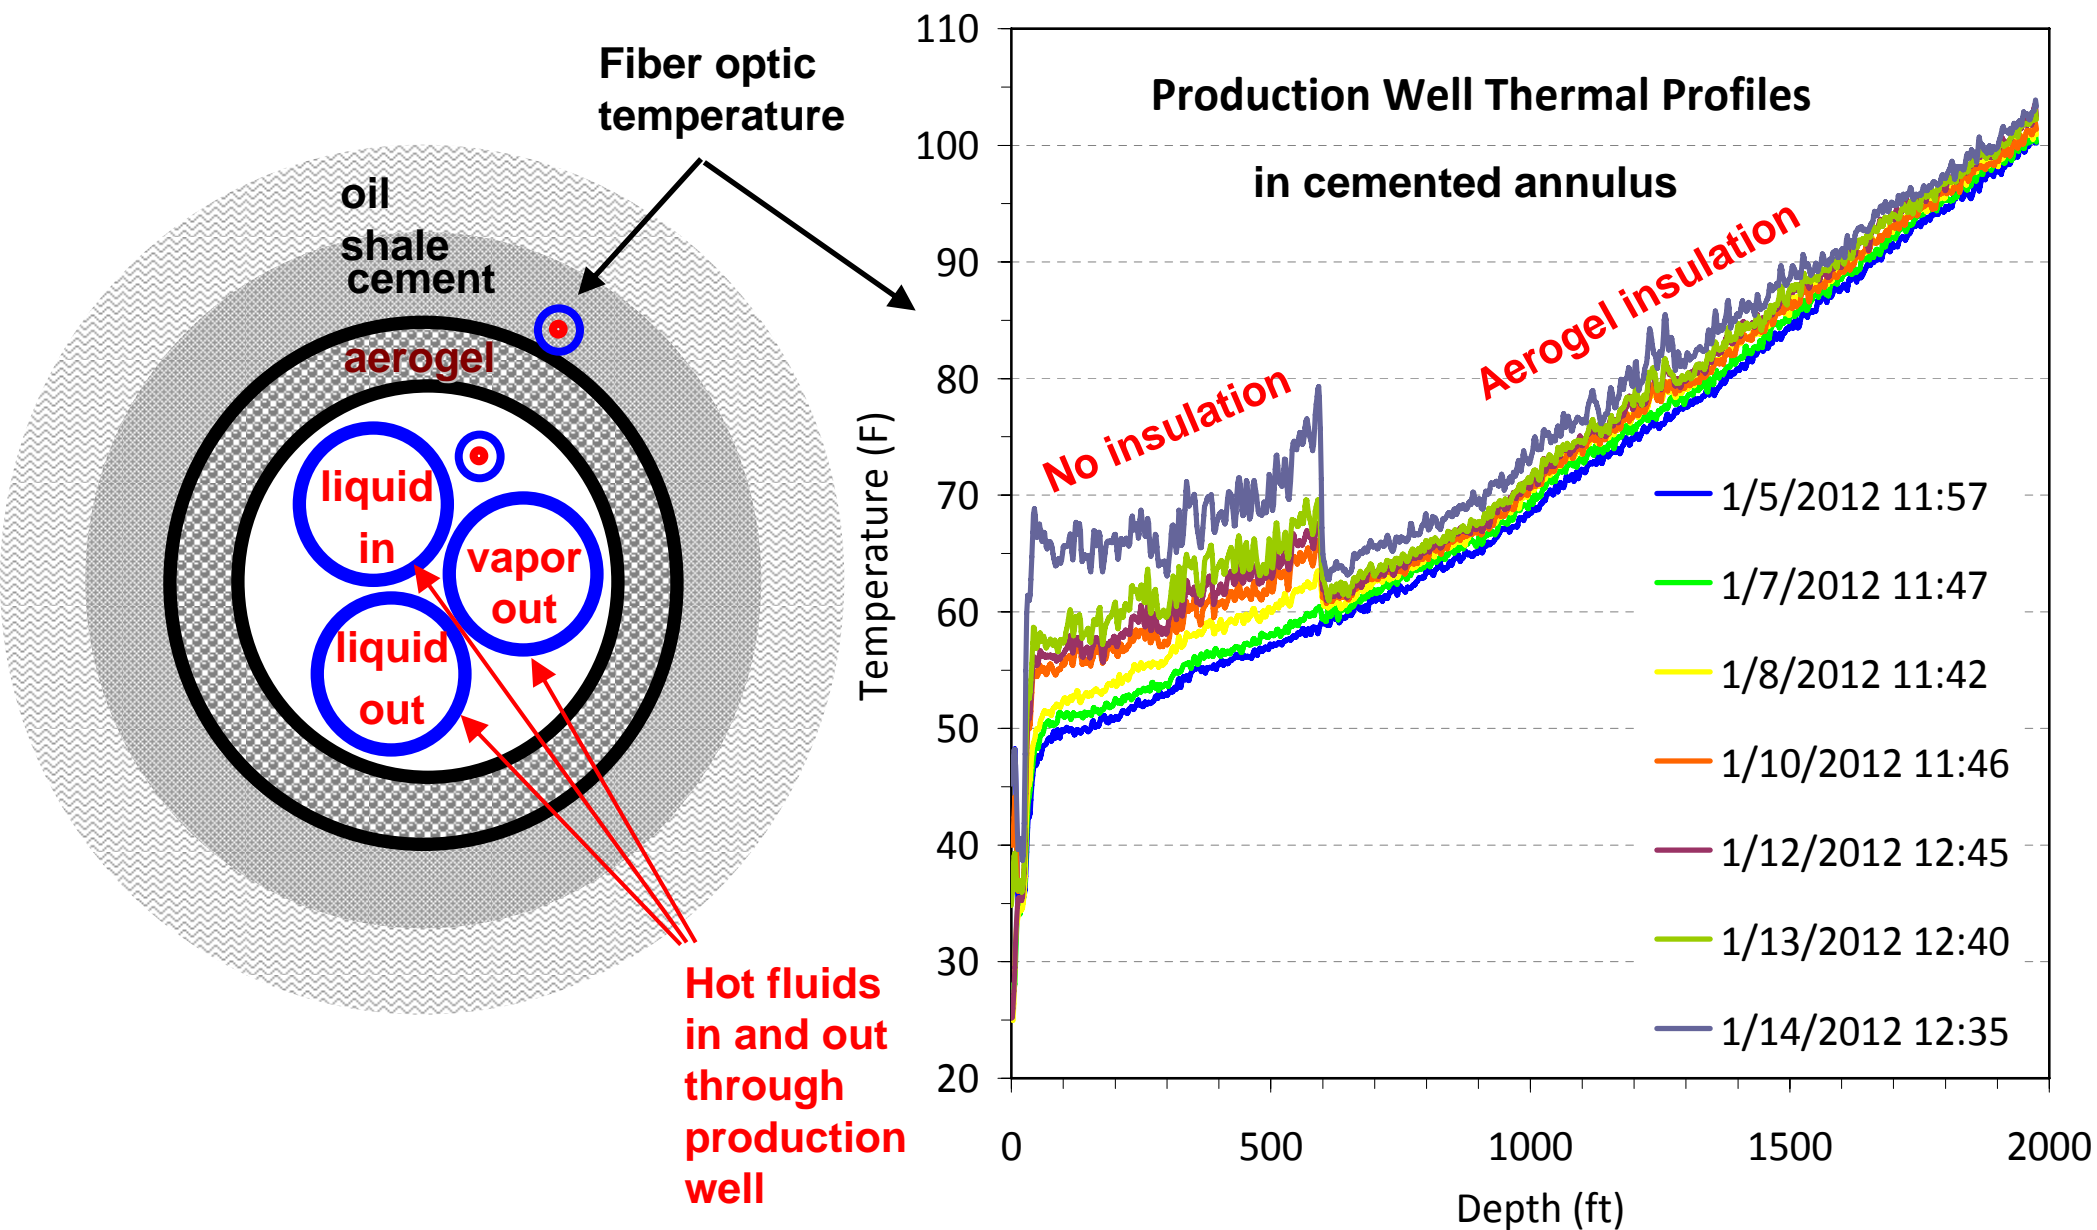 Fiber optic
temperature
oil
shale
cement
aerogel
liquid
in
vapor
out
liquid
out
Hot fluids
in and out
through
production
well
Production Well Thermal Profiles
in cemented annulus
No insulation
Aerogel insulation
Temperature (F)
110
100
90
80
70
60
50
40
30
20
0
500
1000
1500
2000
Depth (ft)
1/5/2012 11:57
1/7/2012 11:47
1/8/2012 11:42
1/10/2012 11:46
1/12/2012 12:45
1/13/2012 12:40
1/14/2012 12:35